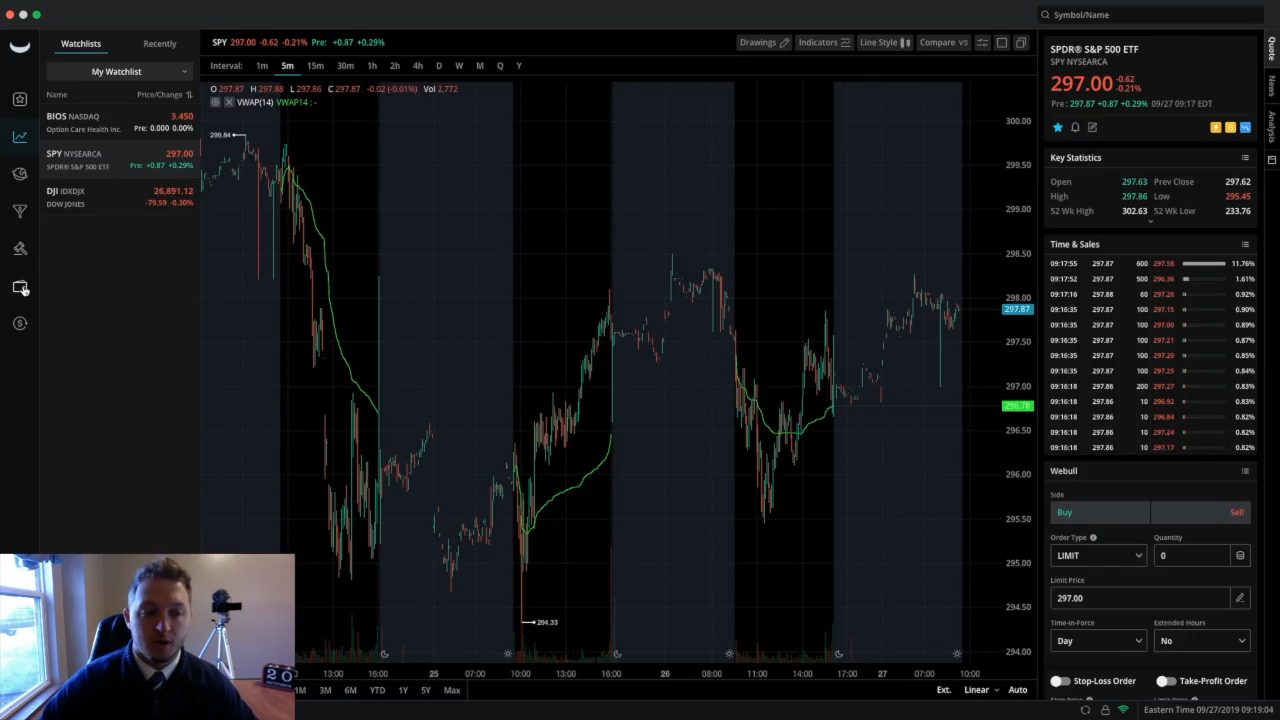 Symbol/Name
Watchlists
Recently
My Watchlist
Name
Price/Change
BIOS NASDAQ
3,450
Option Care Health Inc.
Pre: 0.000 0.00%
SPY NYSEARCA
297.00
SPDR® S&P 500 ETF
Pre: +0.87 +0.29%
DJI IDXDJX
26,891.12
DOW JONES
-79.59 -0.30%
SPY 297.00 -0.62 -0.21% Pre: +0.87 +0.29%
Drawings
Indicators
Line Style
Compare vs
Interval: 1m 5m 15m 30m 1h 2h 4h D W M Q Y
O 297.87 H 297.88 L 297.86 C 297.87 -0.02 (-0.01%) Vol 2,772
VWAP(14) VWAP14 : -
299.84
294.33
300.00
299.50
299.00
298.50
298.00
297.87
297.50
297.00
296.78
296.50
296.00
295.50
295.00
294.50
294.00
13:00 16:00 25 07:00 10:00 13:00 16:00 26 08:00 11:00 14:00 17:00 27 07:00 10:00
1M 3M 6M YTD 1Y 5Y Max
Ext. Linear Auto
SPDR® S&P 500 ETF
SPY NYSEARCA
297.00 -0.62
-0.21%
Pre : 297.87 +0.87 +0.29% 09/27 09:17 EDT
Quote
News
Analysis
Key Statistics
Open 297.63 Prev Close 297.62
High 297.86 Low 295.45
52 Wk High 302.63 52 Wk Low 233.76
Time & Sales
09:17:55 297.87 600 297.58 11.76%
09:17:52 297.87 500 296.36 1.61%
09:17:16 297.88 60 297.28 0.92%
09:16:35 297.87 100 297.15 0.90%
09:16:35 297.87 100 297.00 0.89%
09:16:35 297.87 100 297.21 0.87%
09:16:35 297.87 100 297.20 0.85%
09:16:35 297.87 100 297.25 0.84%
09:16:18 297.86 200 297.27 0.83%
09:16:18 297.86 10 296.92 0.83%
09:16:18 297.86 10 296.84 0.82%
09:16:18 297.86 10 297.24 0.82%
09:16:18 297.86 10 297.17 0.82%
Webull
Side
Buy
Sell
Order Type
Quantity
LIMIT
0
Limit Price
297.00
Time-in-Force
Extended Hours
Day
No
Stop-Loss Order
Take-Profit Order
Eastern Time 09/27/2019 09:19:04
20